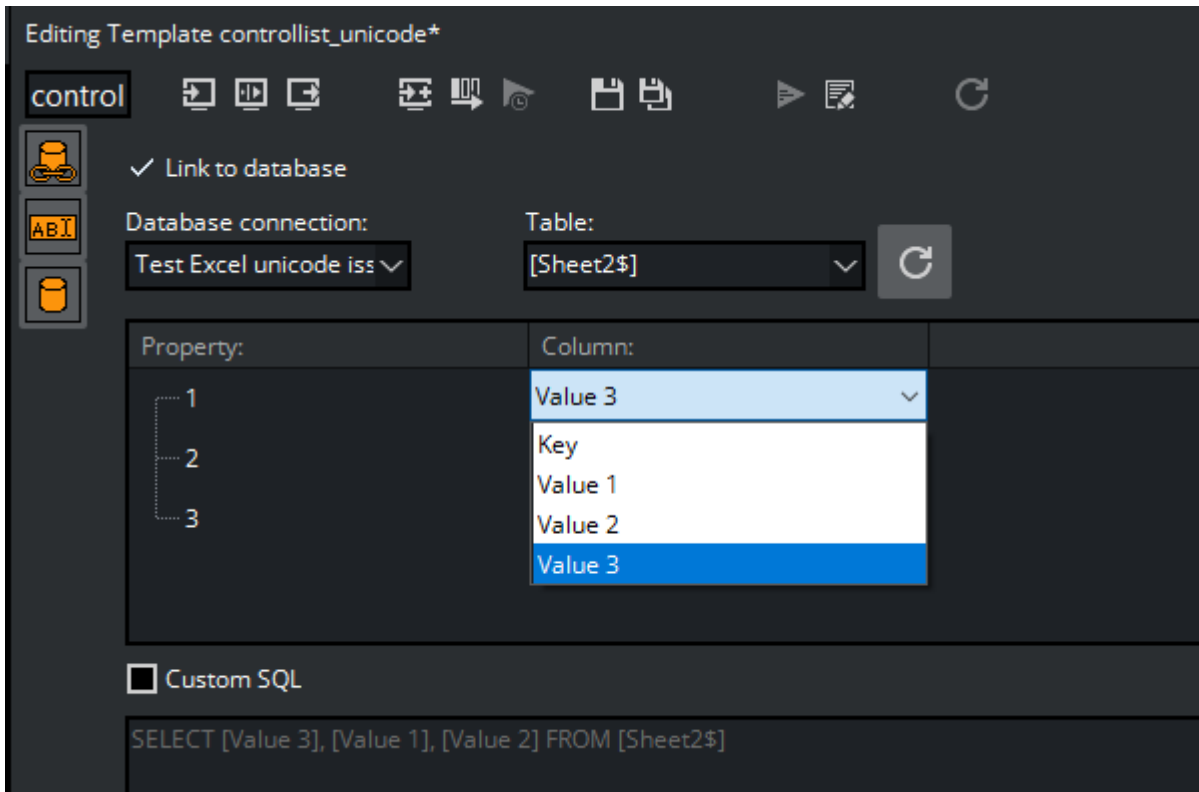 Editing Template controllist_unicode*
control
Link to database
ABI
Database connection: Table:
Test Excel unicode iss [Sheet2$]
Property: Column:
1 Value 3
Key
2 Value 1
Value 2
3 Value 3
Custom SQL
SELECT [Value 3], [Value 1], [Value 2] FROM [Sheet2$]